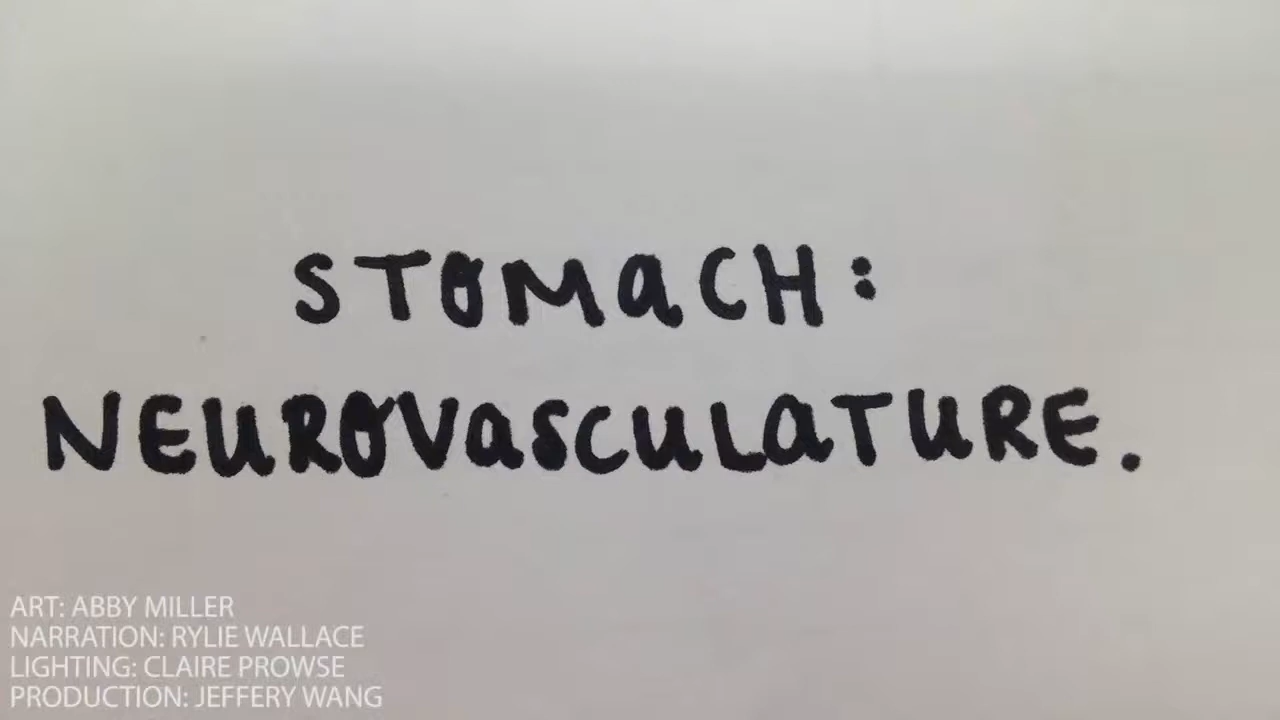 STOMaCH:
NEUROVaSCULaTURE.
ART: ABBY MILLER
NARRATION: RYLIE WALLACE
LIGHTING: CLAIRE PROWSE
PRODUCTION: JEFFERY WANG